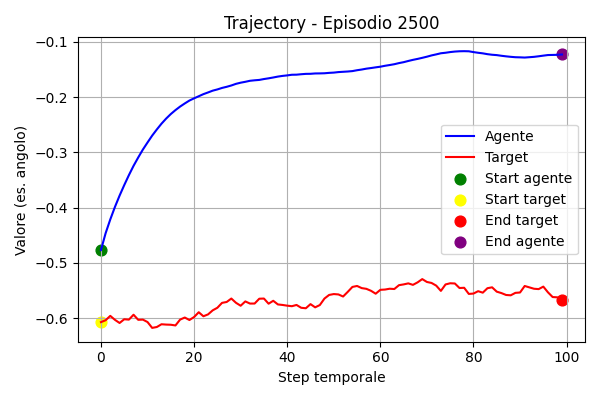 Trajectory - Episodio 2500
Valore (es. angolo)
−0.1
−0.2
−0.3
−0.4
−0.5
−0.6
Agente
Target
Start agente
Start target
End target
End agente
0 20 40 60 80 100
Step temporale